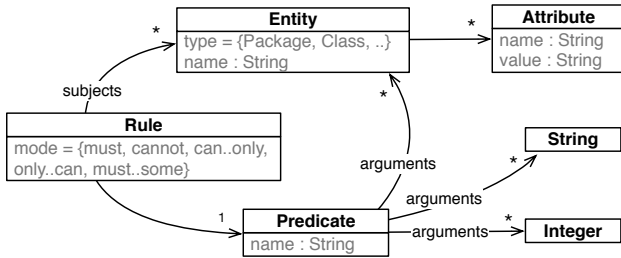 Entity
type = {Package, Class, ..}
name : String
*
*
Attribute
name : String
value : String
subjects
*
Rule
mode = {must, cannot, can..only,
only..can, must..some}
arguments
String
*
arguments
1
Predicate
name : String
arguments
*
Integer